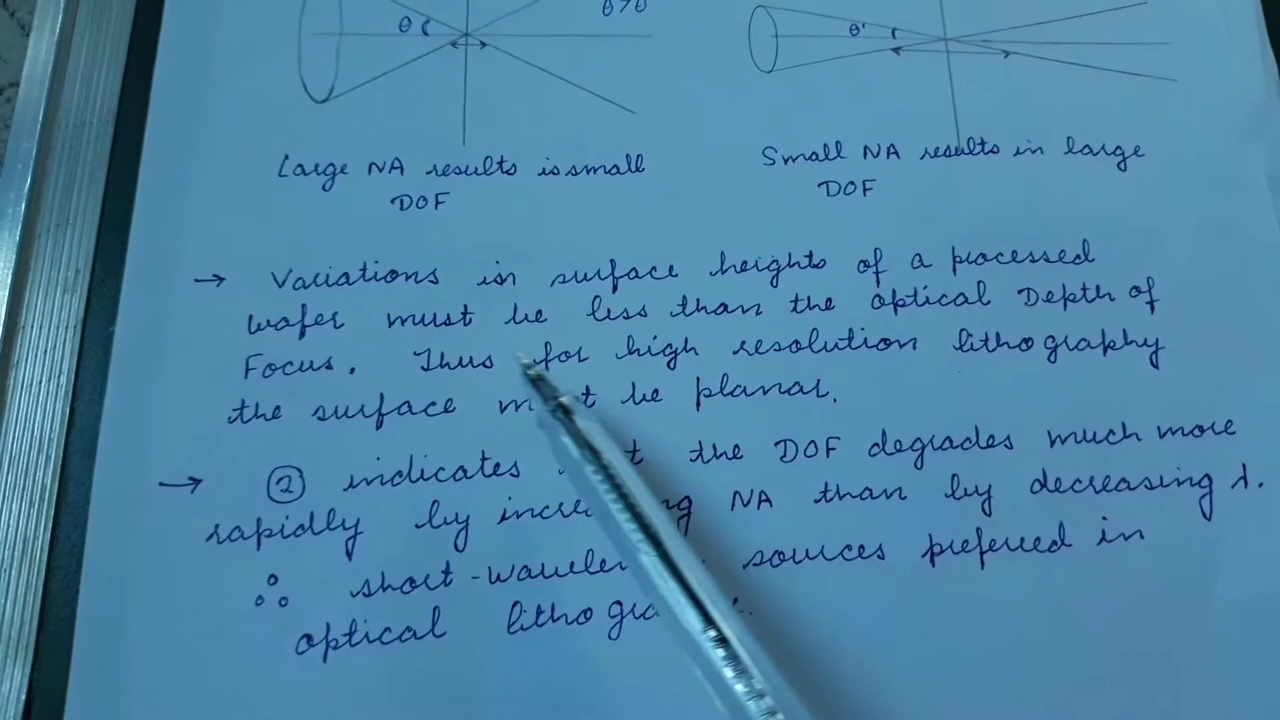 θ
θ'
Large NA results is small
DOF
Small NA results in large
DOF
→ Variations in surface heights of a processed
wafer must be less than the optical Depth of
Focus. Thus for high resolution lithography
the surface be planar.
→ ② indicates the DOF degrades much more
rapidly by NA than by decreasing λ.
∴ sources preferred in
optical